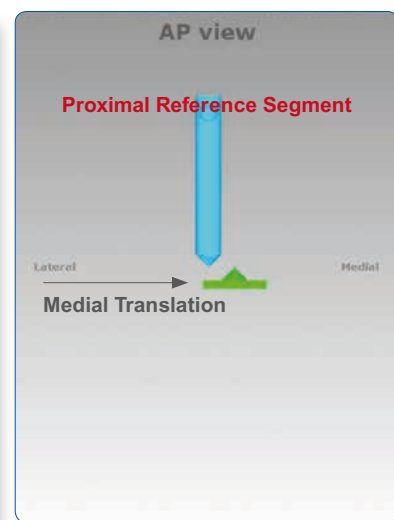 AP view
Proximal Reference Segment
Lateral
Medial
Medial Translation